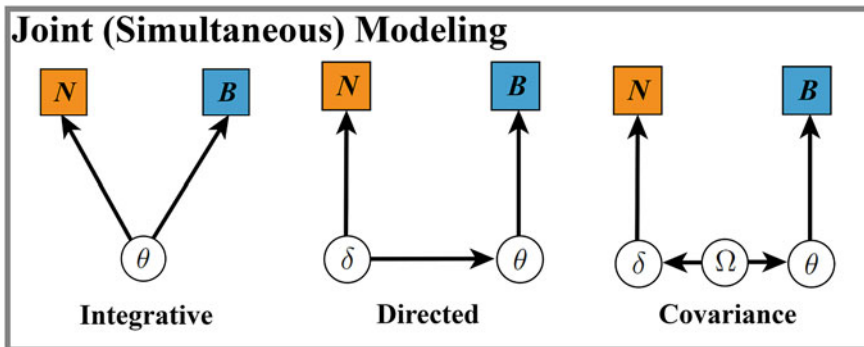 Joint (Simultaneous) Modeling
N B N B N B
θ δ θ δ Ω θ
Integrative Directed Covariance